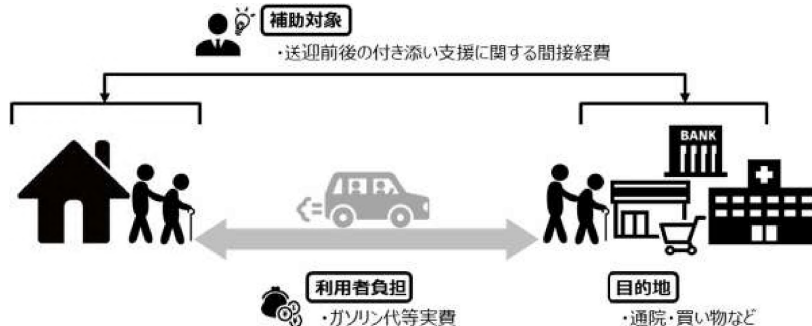 補助対象
・送迎前後の付き添い支援に関する間接経費
BANK
利用者負担
・ガソリン代等実費
目的地
・通院・買い物など